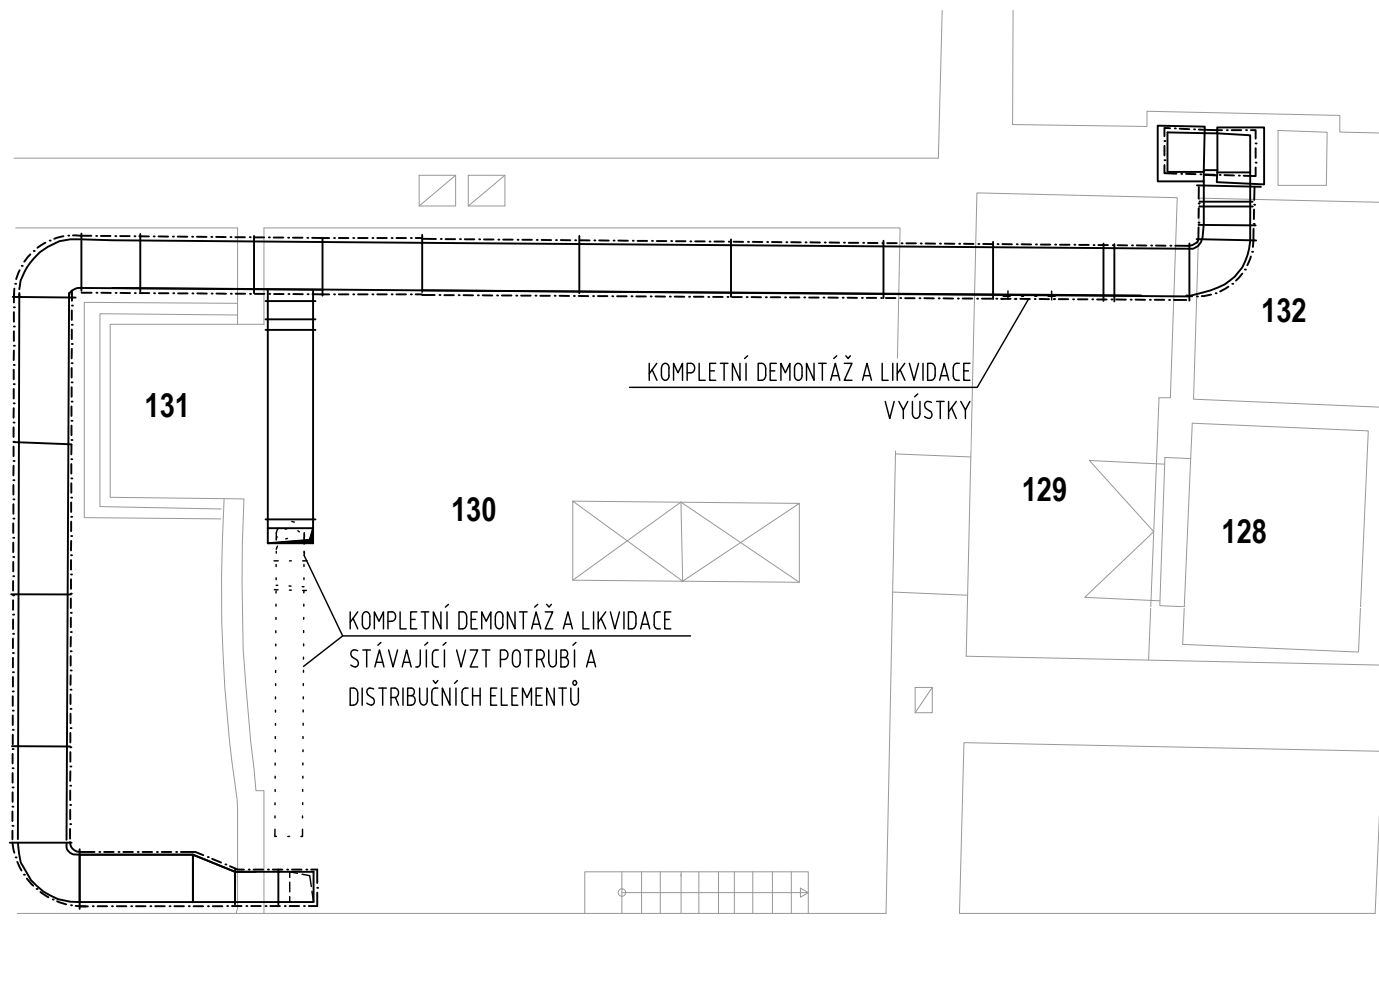 132
KOMPLETNÍ DEMONTÁŽ A LIKVIDACE
VYÚSTKY
131
129
130
128
KOMPLETNÍ DEMONTÁŽ A LIKVIDACE
STÁVAJÍCÍ VZT POTRUBÍ A
DISTRIBUČNÍCH ELEMENTŮ